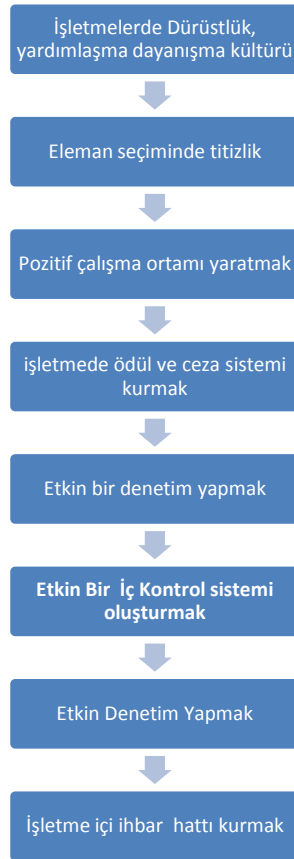 İşletmelerde Dürüstlük,
yardımlaşma dayanışma kültürü
Eleman seçiminde titizlik
Pozitif çalışma ortamı yaratmak
işletmede ödül ve ceza sistemi
kurmak
Etkin bir denetim yapmak
Etkin Bir İç Kontrol sistemi
oluşturmak
Etkin Denetim Yapmak
İşletme içi ihbar hattı kurmak